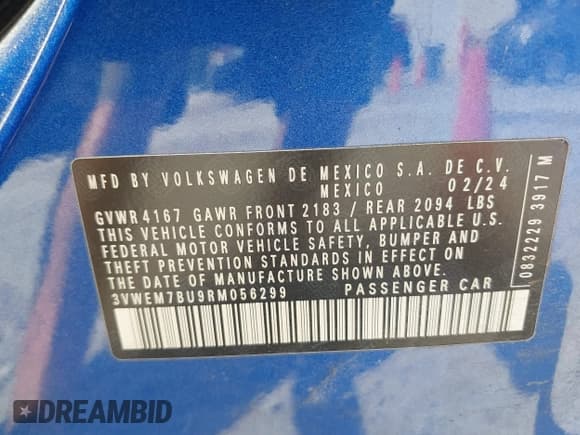 MFD BY VOLKSWAGEN DE MEXICO S.A. DE C.V.
MEXICO 02/24
GVWR 4167 GAWR FRONT 2183 / REAR 2094 LBS
THIS VEHICLE CONFORMS TO ALL APPLICABLE U.S.
FEDERAL MOTOR VEHICLE SAFETY, BUMPER AND
THEFT PREVENTION STANDARDS IN EFFECT ON
THE DATE OF MANUFACTURE SHOWN ABOVE.
3VWEM7BU9RM056299 PASSENGER CAR
0832229 3917 M
DREAMBID